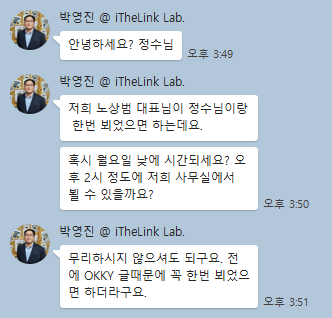 박영진 @ iTheLink Lab.
안녕하세요? 정수님
오후 3:49
박영진 @ iTheLink Lab.
저희 노상범 대표님이 정수님이랑
한번 뵈었으면 하는데요.
혹시 월요일 낮에 시간되세요? 오
후 2시 정도에 저희 사무실에서
뵐 수 있을까요?
오후 3:50
박영진 @ iTheLink Lab.
무리하시지 않으셔도 되구요. 전
에 OKKY 글때문에 꼭 한번 뵈었으
면 하더라구요.
오후 3:51